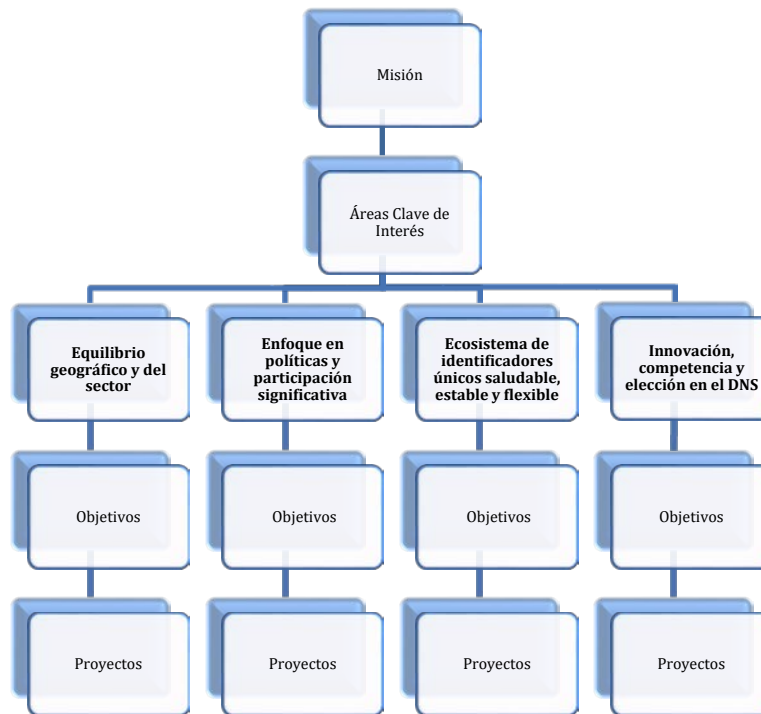 Misión
Áreas Clave de
Interés
Equilibrio
geográfico y del
sector
Enfoque en
políticas y
participación
significativa
Ecosistema de
identificadores
únicos saludable,
estable y flexible
Innovación,
competencia y
elección en el DNS
Objetivos
Objetivos
Objetivos
Objetivos
Proyectos
Proyectos
Proyectos
Proyectos